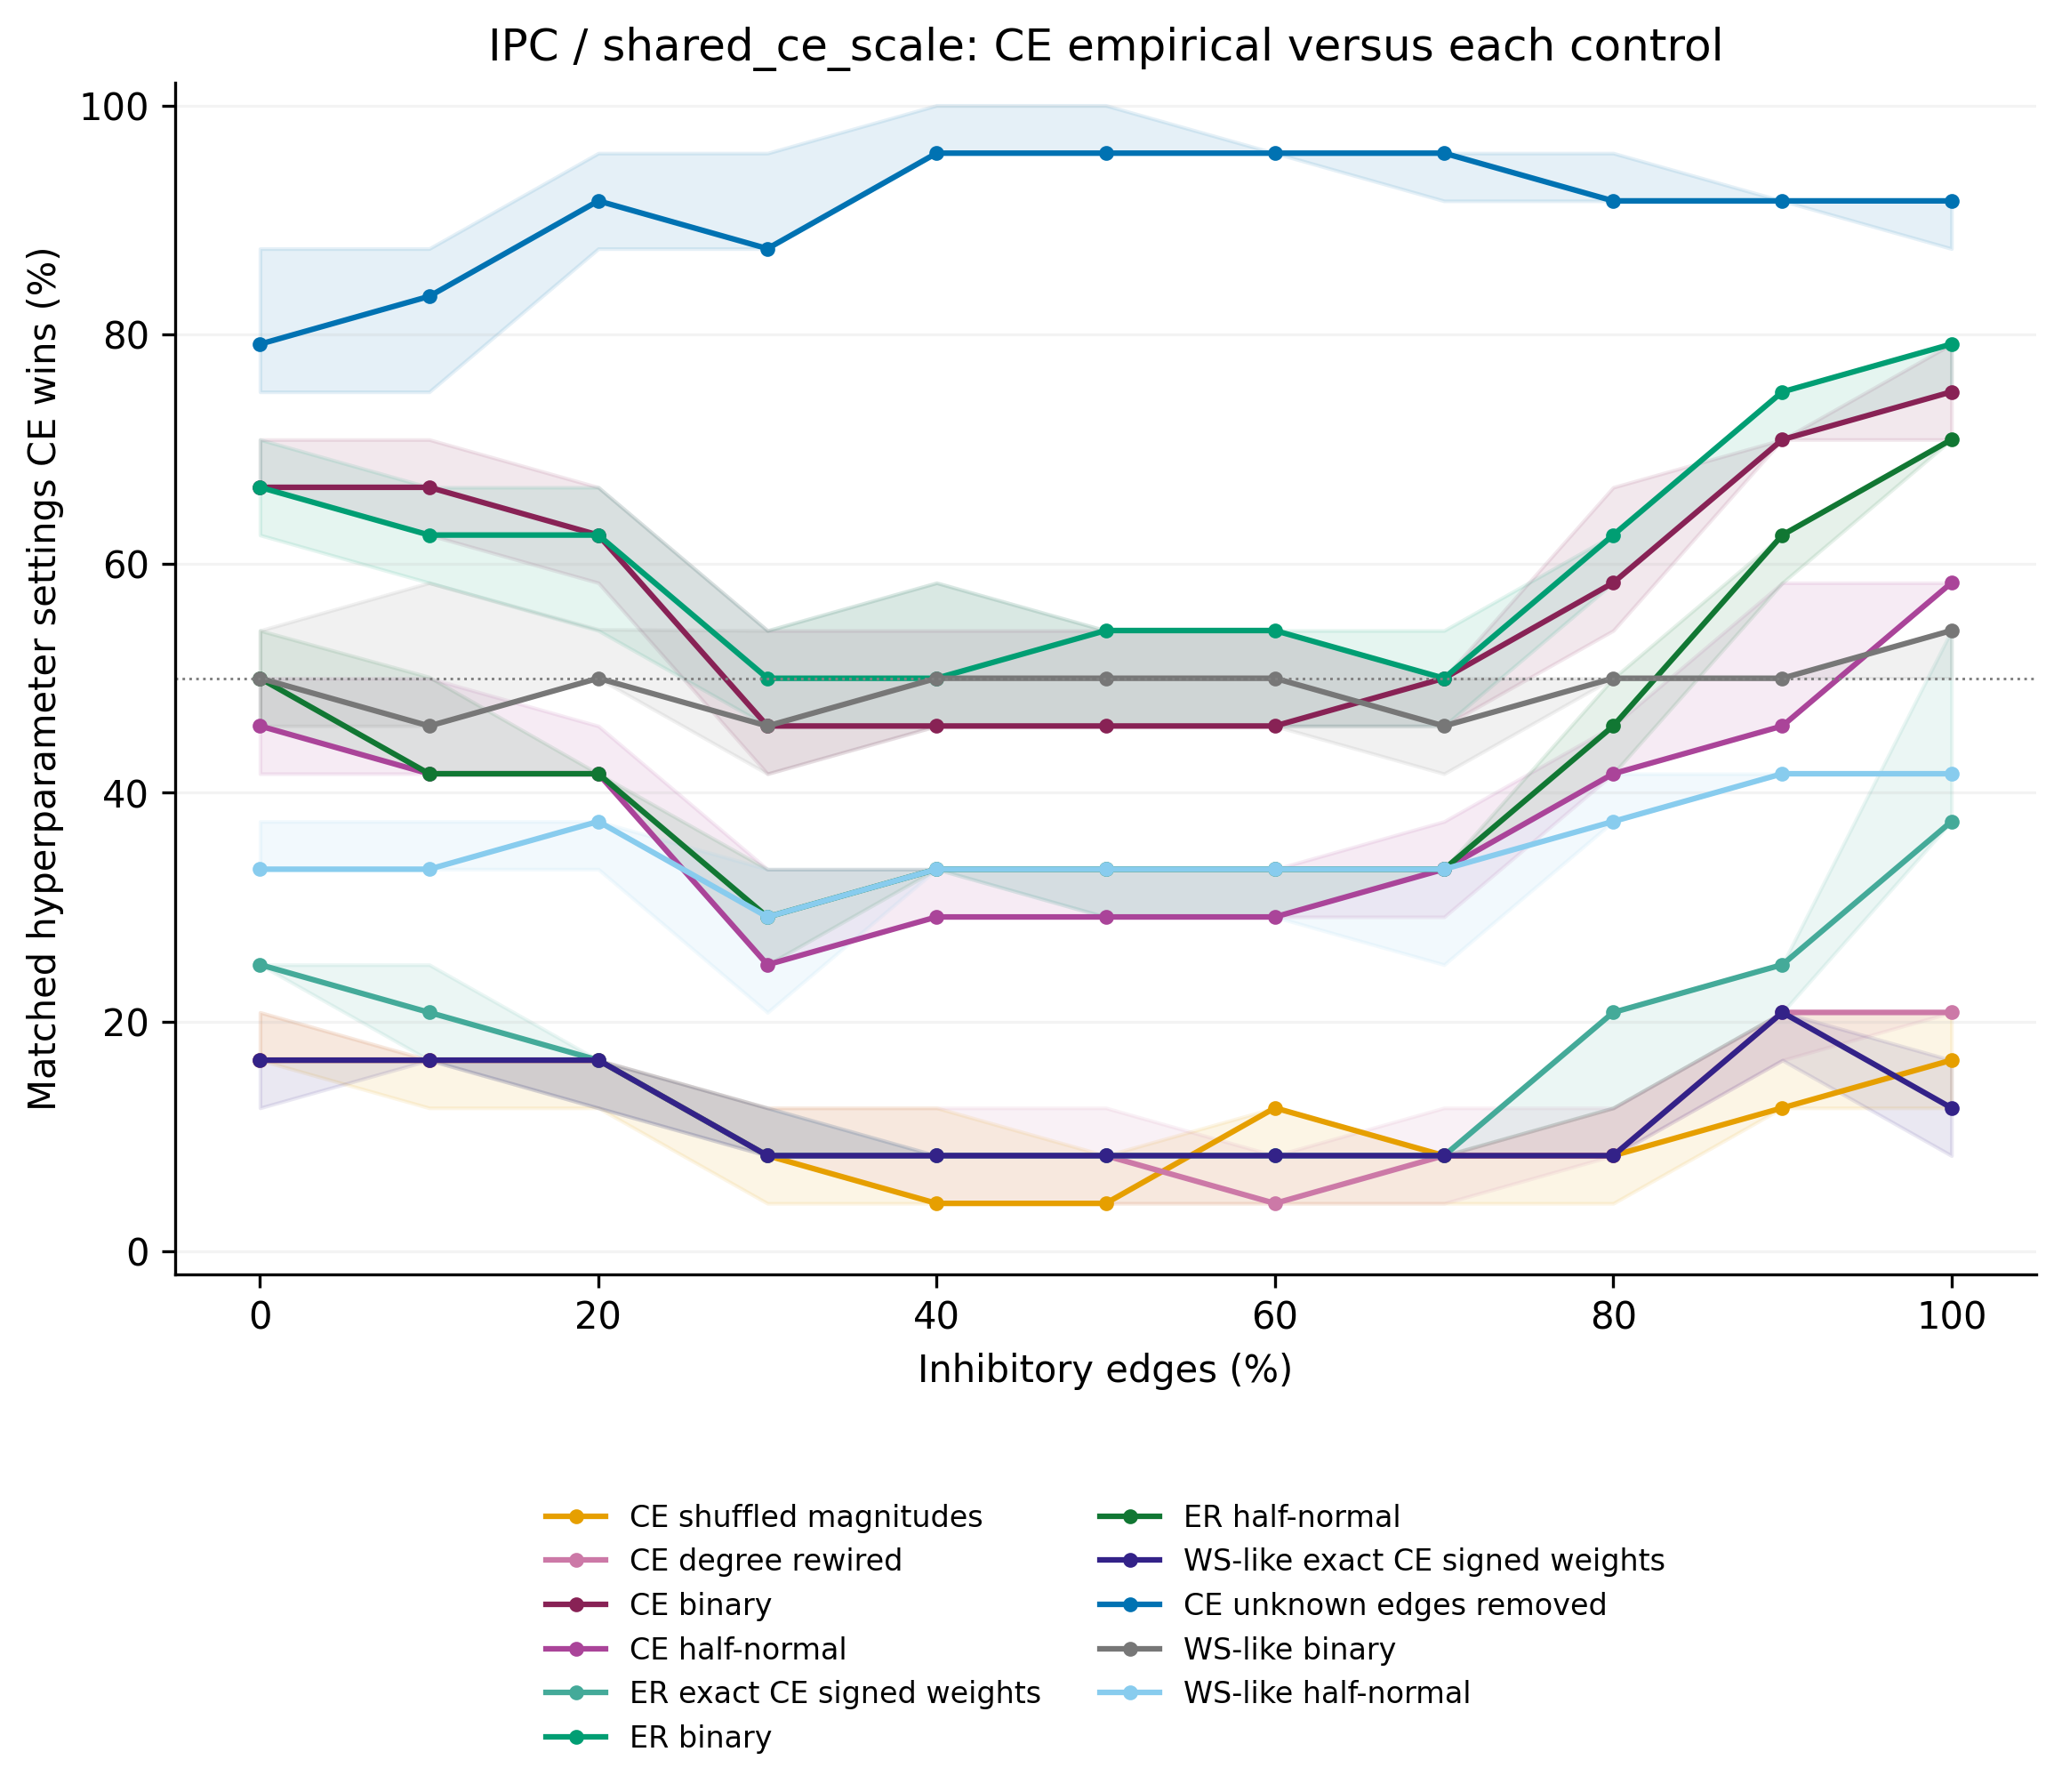 IPC / shared_ce_scale: CE empirical versus each control
Matched hyperparameter settings CE wins (%)
100
80
60
40
20
0
0 20 40 60 80 100
Inhibitory edges (%)
CE shuffled magnitudes
CE degree rewired
CE binary
CE half-normal
ER exact CE signed weights
ER binary
ER half-normal
WS-like exact CE signed weights
CE unknown edges removed
WS-like binary
WS-like half-normal